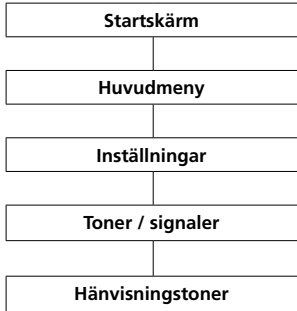 Startskärm
Huvudmeny
Inställningar
Toner / signaler
Hänvisningstoner